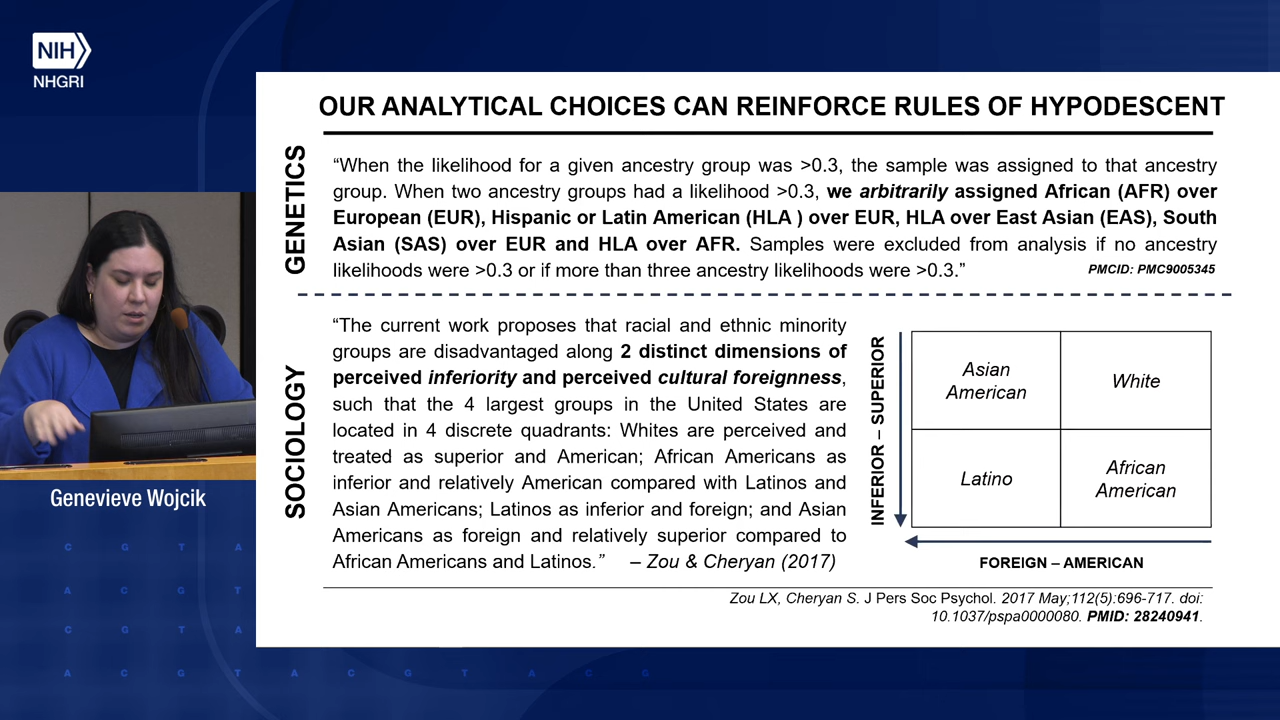 NIH
NHGRI
OUR ANALYTICAL CHOICES CAN REINFORCE RULES OF HYPODESCENT
GENETICS
“When the likelihood for a given ancestry group was >0.3, the sample was assigned to that ancestry
group. When two ancestry groups had a likelihood >0.3, we arbitrarily assigned African (AFR) over
European (EUR), Hispanic or Latin American (HLA ) over EUR, HLA over East Asian (EAS), South
Asian (SAS) over EUR and HLA over AFR. Samples were excluded from analysis if no ancestry
likelihoods were >0.3 or if more than three ancestry likelihoods were >0.3.”
PMCID: PMC9005345
SOCIOLOGY
“The current work proposes that racial and ethnic minority
groups are disadvantaged along 2 distinct dimensions of
perceived inferiority and perceived cultural foreignness,
such that the 4 largest groups in the United States are
located in 4 discrete quadrants: Whites are perceived and
treated as superior and American; African Americans as
inferior and relatively American compared with Latinos and
Asian Americans; Latinos as inferior and foreign; and Asian
Americans as foreign and relatively superior compared to
African Americans and Latinos.” – Zou & Cheryan (2017)
INFERIOR – SUPERIOR
Asian
American
White
Latino
African
American
FOREIGN – AMERICAN
Zou LX, Cheryan S. J Pers Soc Psychol. 2017 May;112(5):696-717. doi:
10.1037/pspa0000080. PMID: 28240941.
Genevieve Wojcik
C G T A
A C G T
C G T A
A C G T A C G T A C G